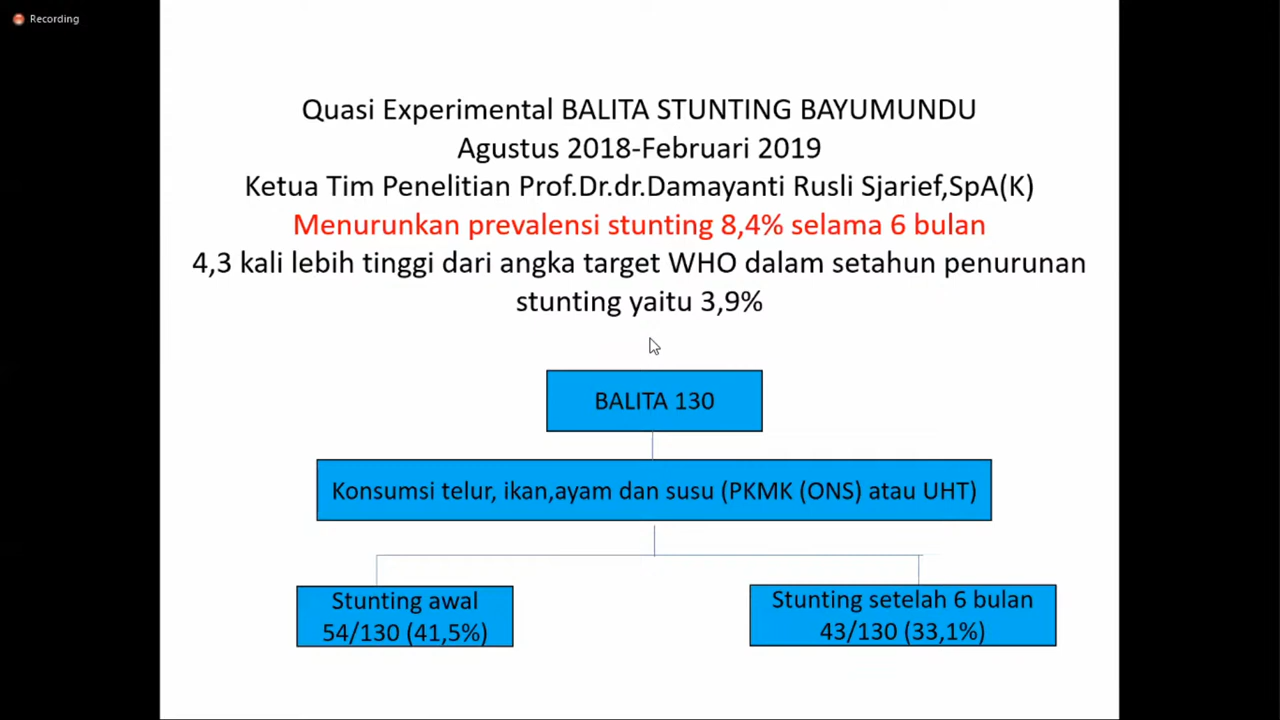 Recording
Quasi Experimental BALITA STUNTING BAYUMUNDU
Agustus 2018-Februari 2019
Ketua Tim Penelitian Prof.Dr.dr.Damayanti Rusli Sjarief,SpA(K)
Menurunkan prevalensi stunting 8,4% selama 6 bulan
4,3 kali lebih tinggi dari angka target WHO dalam setahun penurunan
stunting yaitu 3,9%
BALITA 130
Konsumsi telur, ikan,ayam dan susu (PKMK (ONS) atau UHT)
Stunting awal
54/130 (41,5%)
Stunting setelah 6 bulan
43/130 (33,1%)